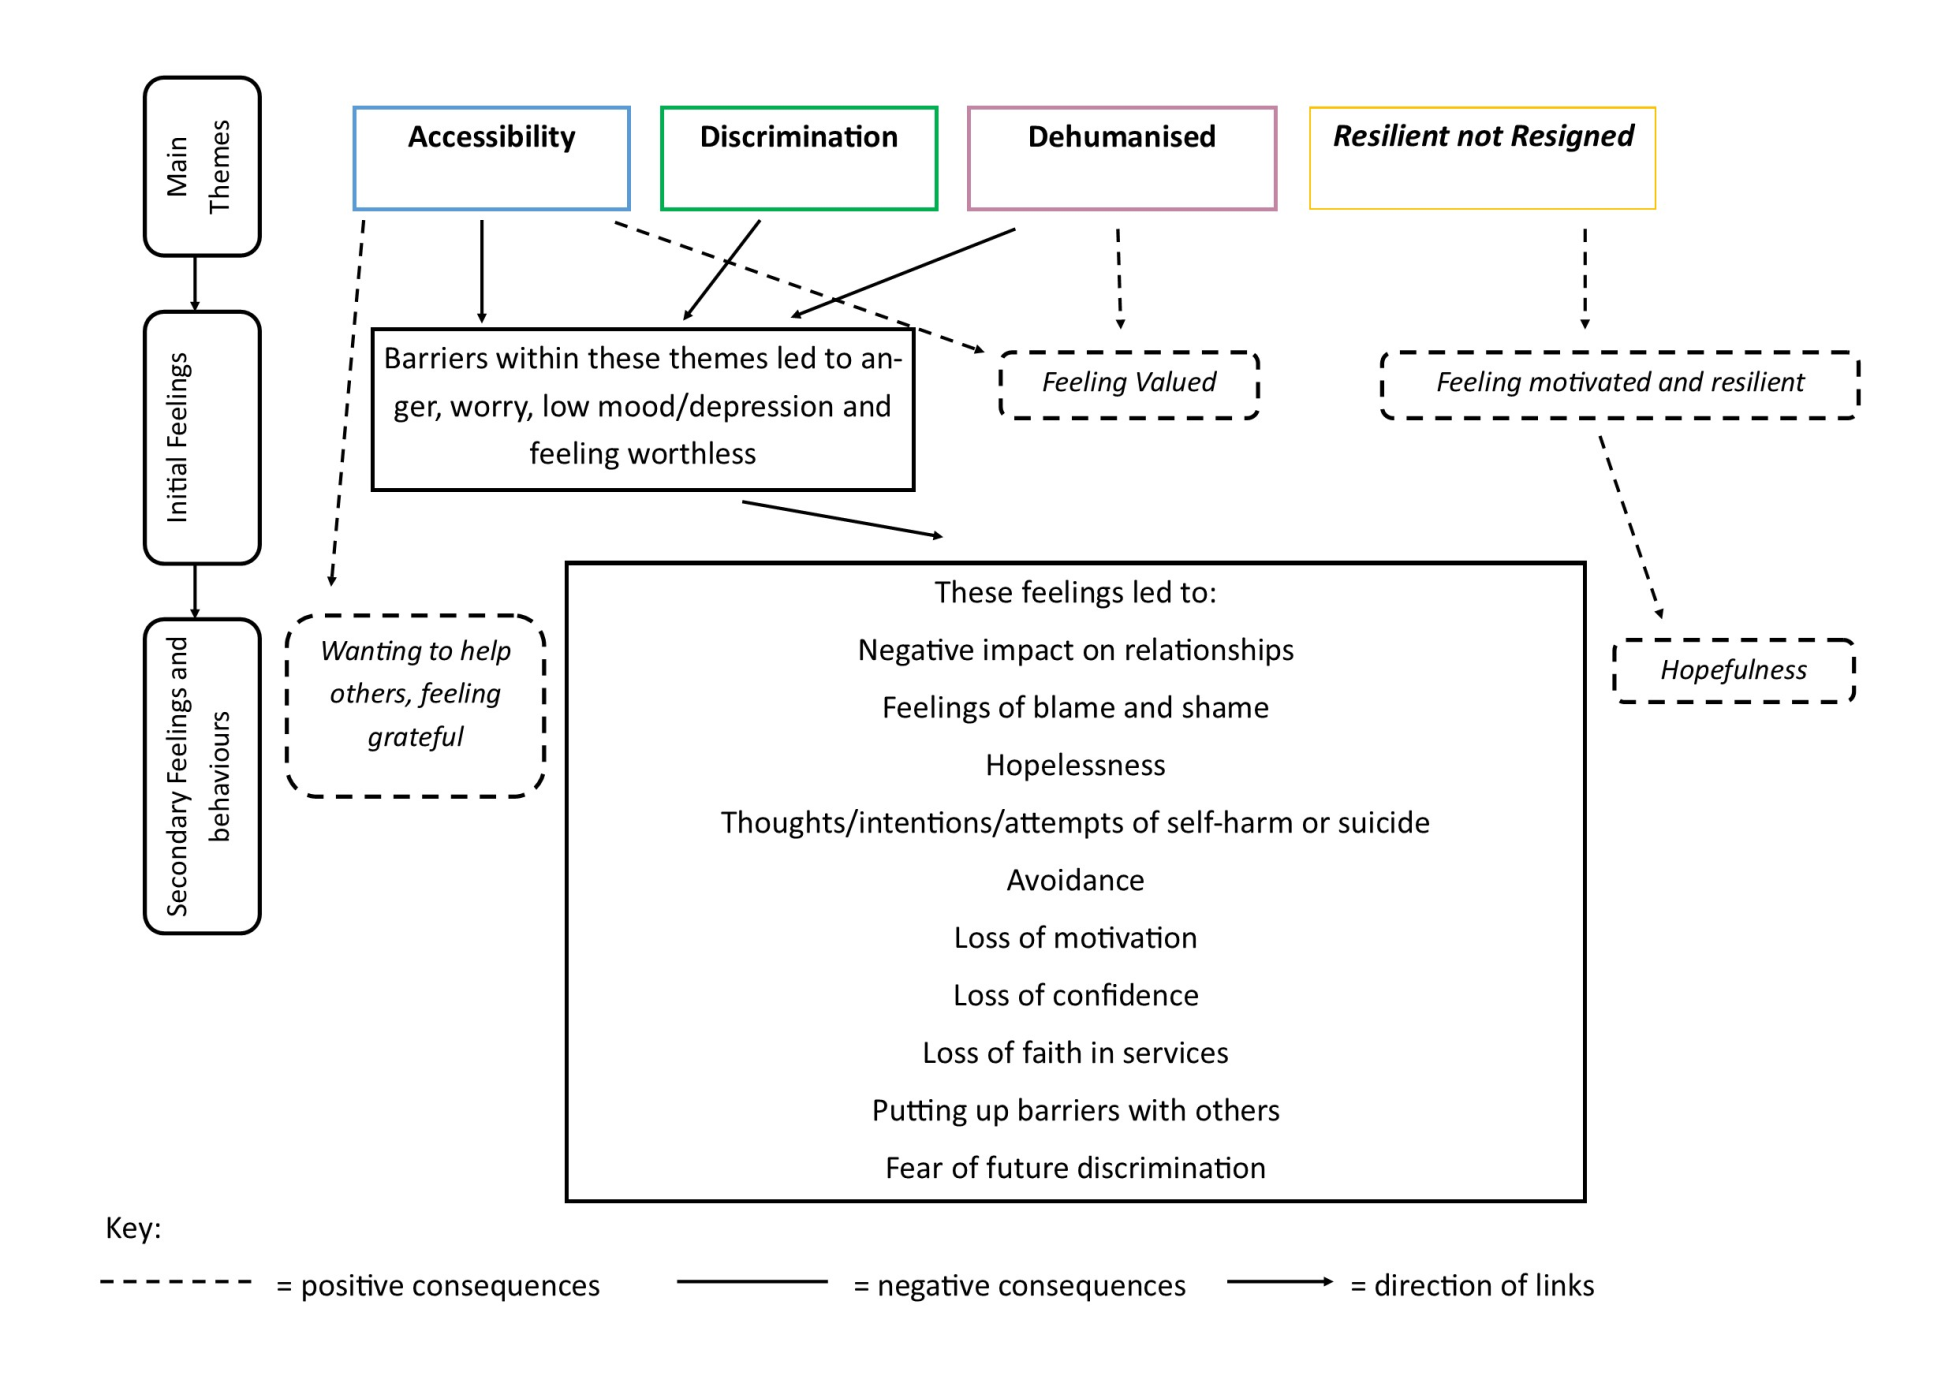 Main
Themes
Accessibility
Discrimination
Dehumanised
Resilient not Resigned
Initial Feelings
Barriers within these themes led to an-
ger, worry, low mood/depression and
feeling worthless
Feeling Valued
Feeling motivated and resilient
Secondary Feelings and
behaviours
Wanting to help
others, feeling
grateful
These feelings led to:
Negative impact on relationships
Feelings of blame and shame
Hopelessness
Thoughts/intentions/attempts of self-harm or suicide
Avoidance
Loss of motivation
Loss of confidence
Loss of faith in services
Putting up barriers with others
Fear of future discrimination
Hopefulness
Key:
= positive consequences
= negative consequences
= direction of links